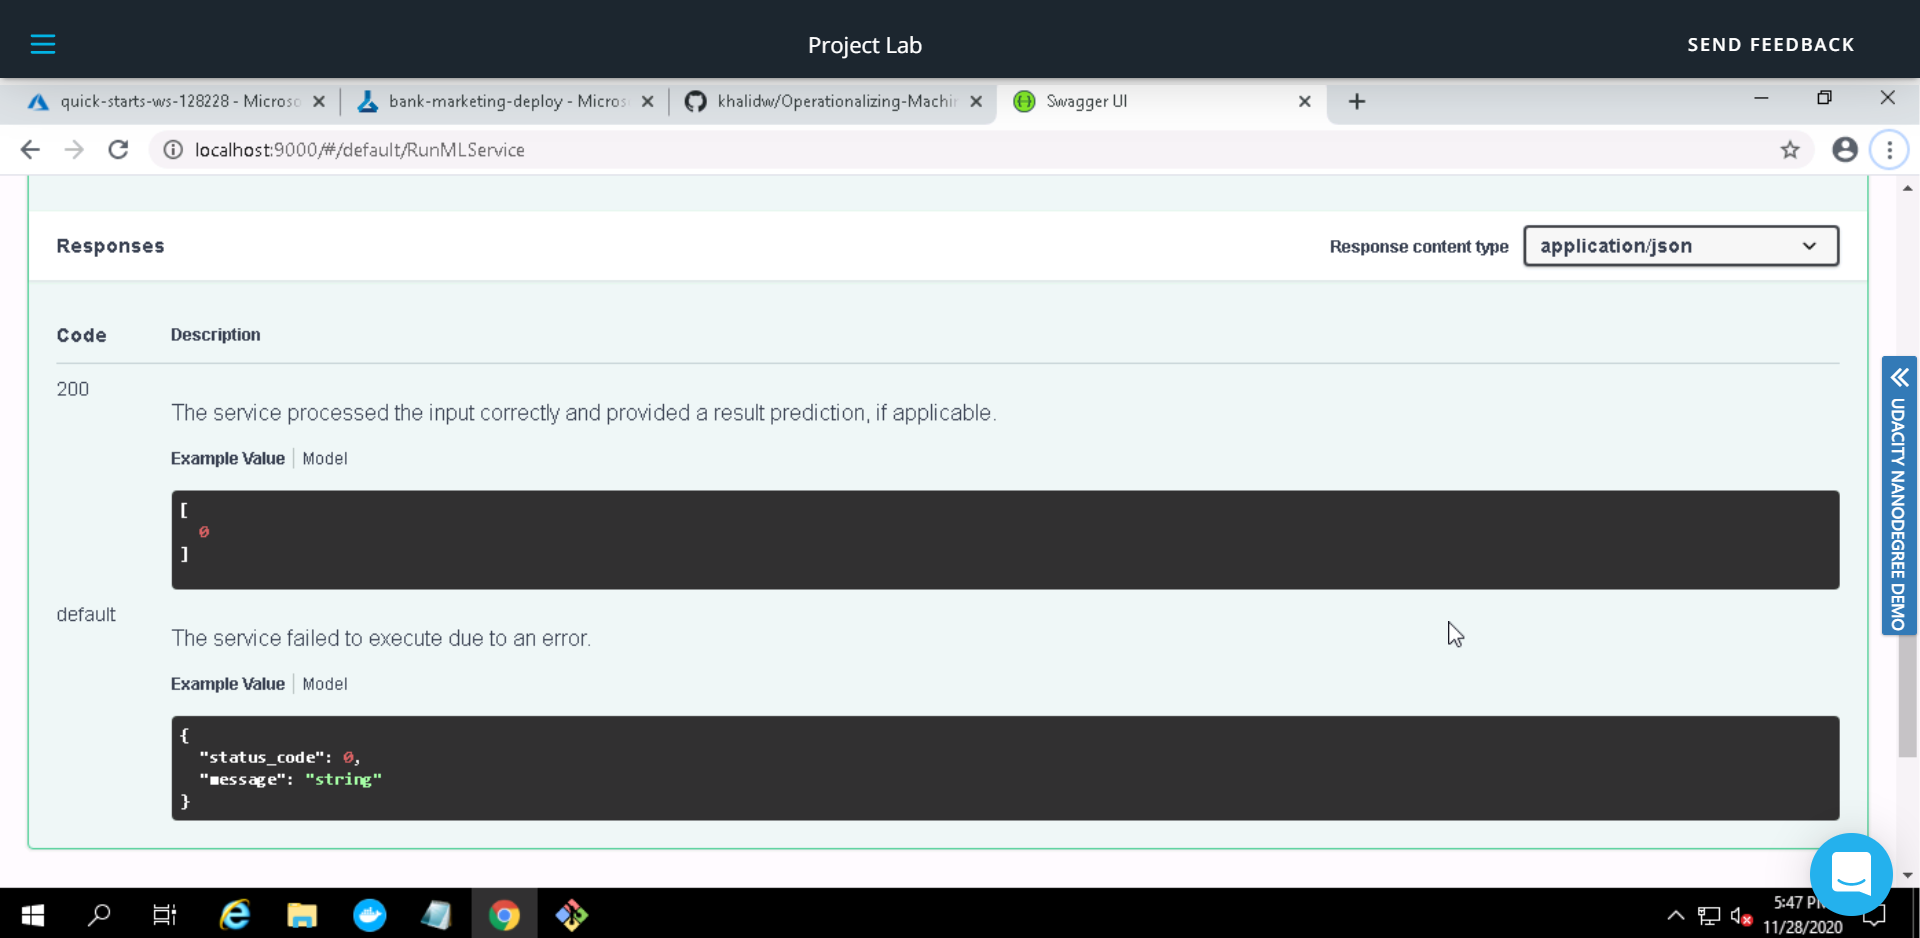 Project Lab
SEND FEEDBACK
quick-starts-ws-128228 - Microso
bank-marketing-deploy - Micros
khalidw/Operationalizing-Machin
Swagger UI
localhost:9000/#/default/RunMLService
Responses
Response content type
application/json
Code
Description
200
The service processed the input correctly and provided a result prediction, if applicable.
Example Value
Model
[
0
]
default
The service failed to execute due to an error.
Example Value
Model
{
"status_code": 0,
"message": "string"
}
UDACITY NANODEGREE DEMO
5:47 P
11/28/2020